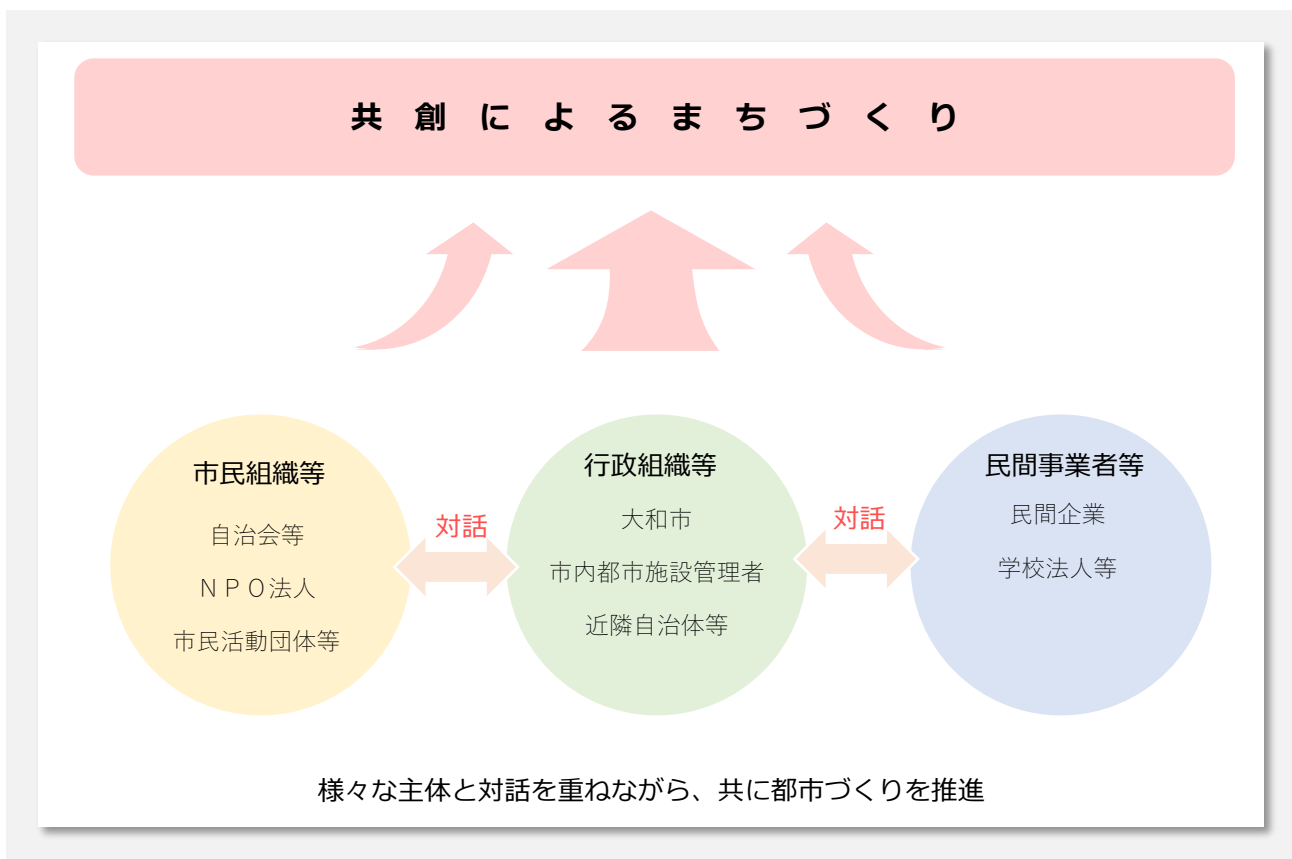 共創によるまちづくり
市民組織等
自治会等
ＮＰＯ法人
市民活動団体等
対話
行政組織等
大和市
市内都市施設管理者
近隣自治体等
対話
民間事業者等
民間企業
学校法人等
様々な主体と対話を重ねながら、共に都市づくりを推進